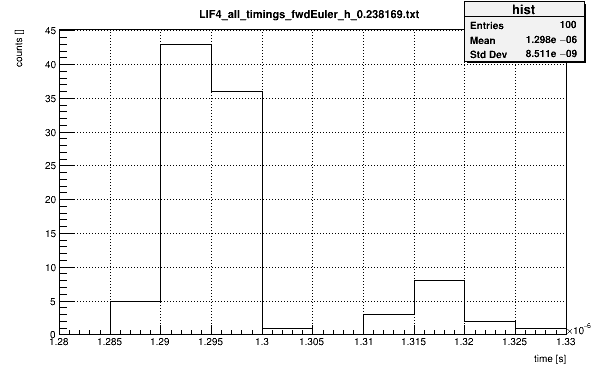 LIF4_all_timings_fwdEuler_h_0.238169.txt
hist
Entries 100
Mean 1.298e −06
Std Dev 8.511e −09
counts []
45
40
35
30
25
20
15
10
5
0
1.28 1.285 1.29 1.295 1.3 1.305 1.31 1.315 1.32 1.325 1.33
×10⁻⁶
time [s]